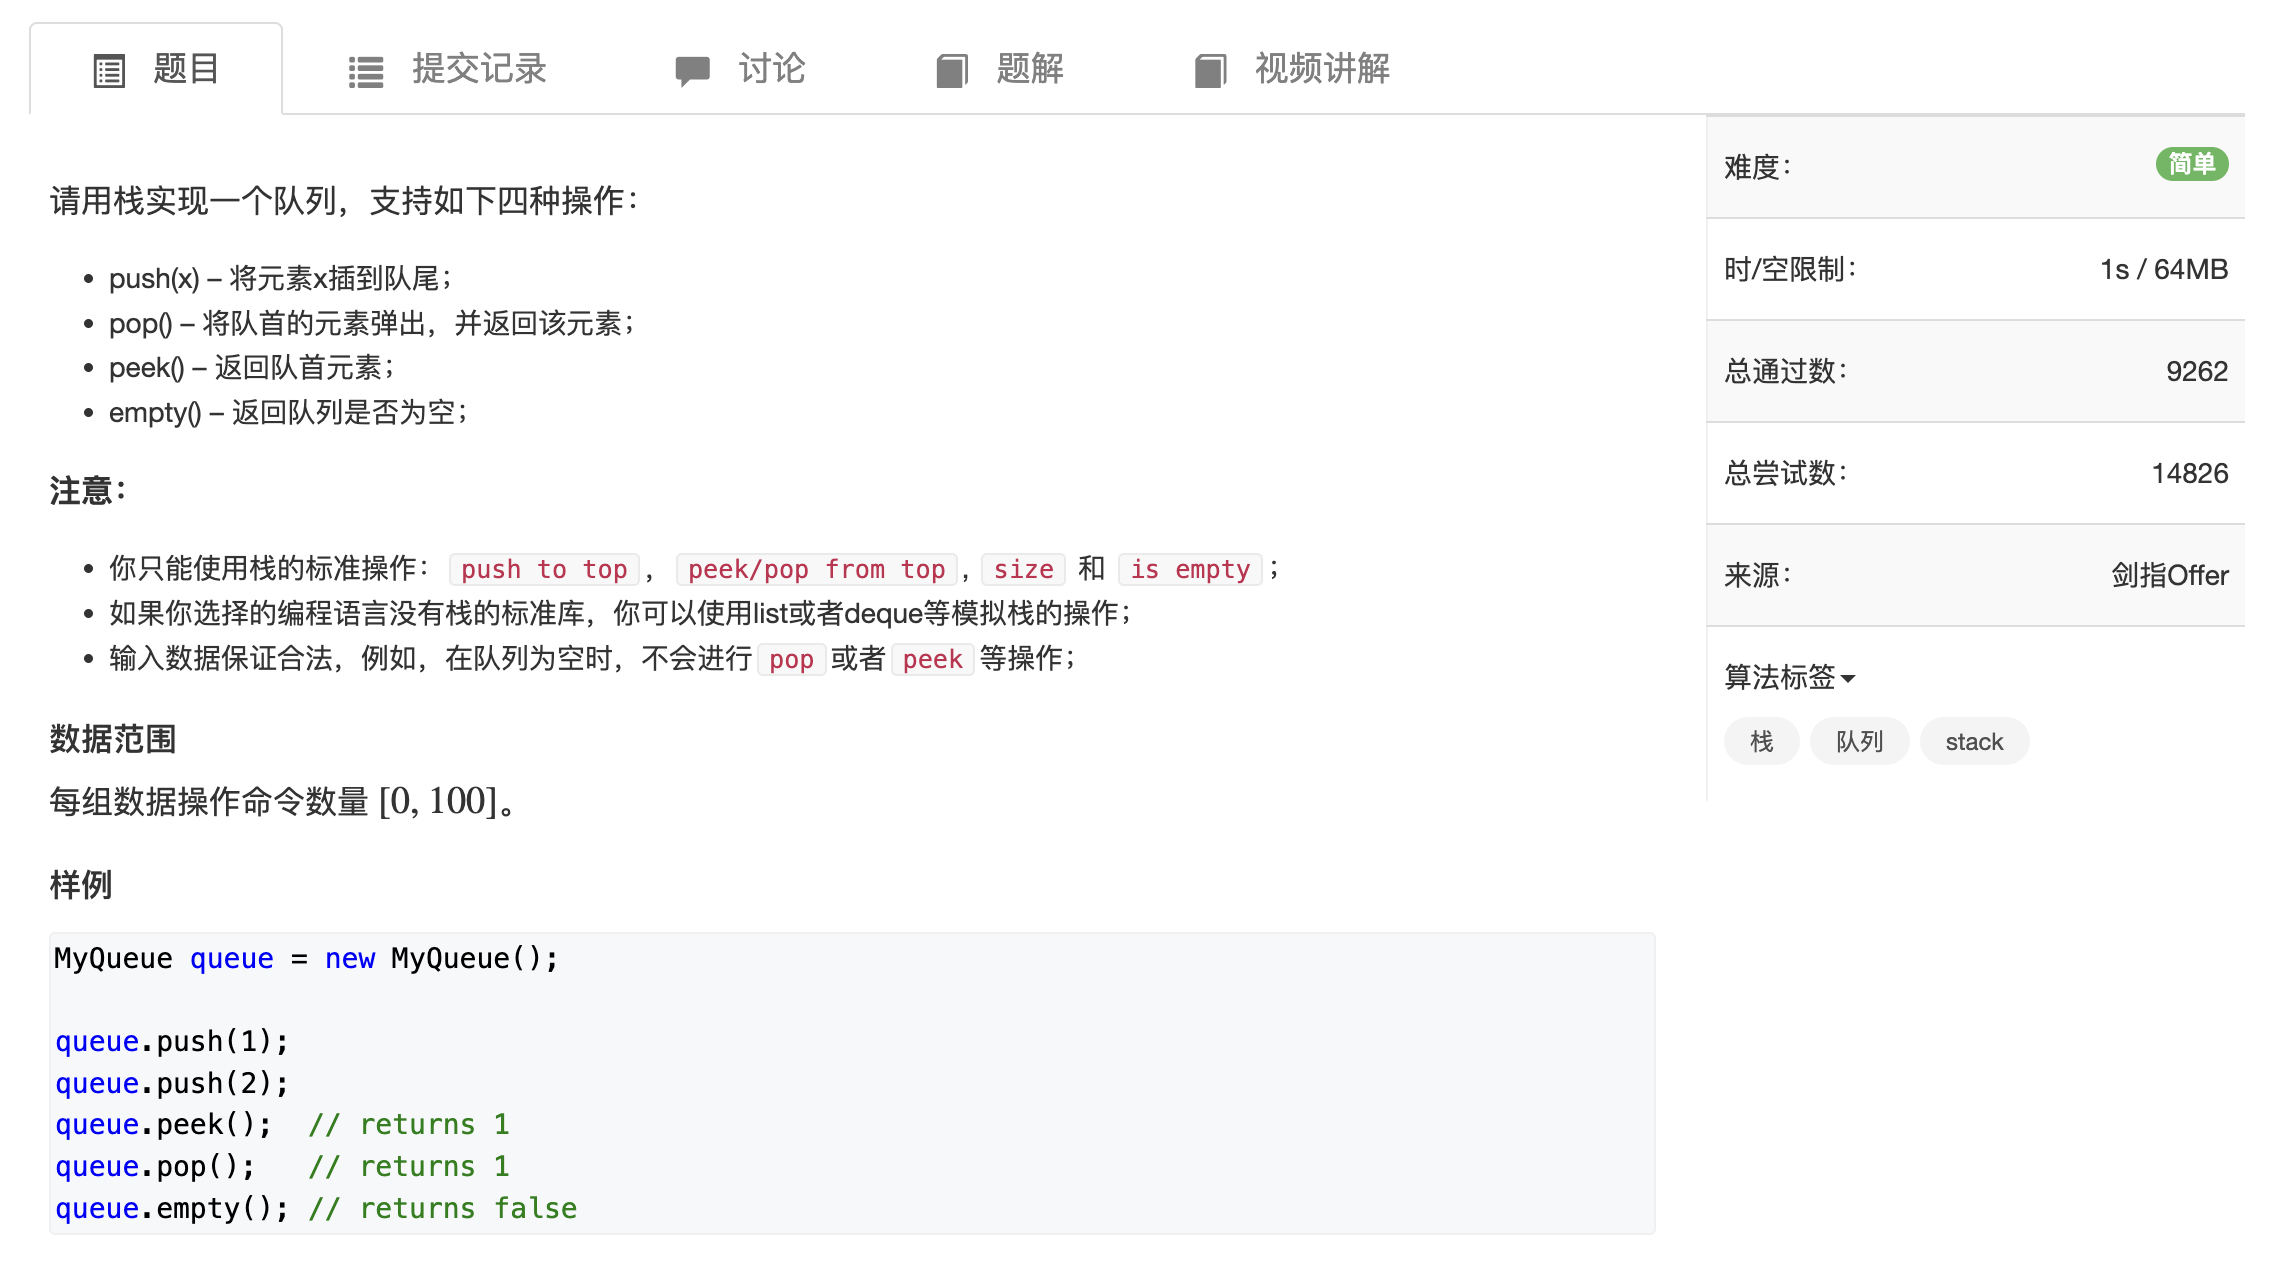 题目 提交记录 讨论 题解 视频讲解
请用栈实现一个队列，支持如下四种操作：
• push(x) – 将元素x插到队尾；
• pop() – 将队首的元素弹出，并返回该元素；
• peek() – 返回队首元素；
• empty() – 返回队列是否为空；
注意：
• 你只能使用栈的标准操作： push to top ， peek/pop from top , size 和 is empty ；
• 如果你选择的编程语言没有栈的标准库，你可以使用list或者deque等模拟栈的操作；
• 输入数据保证合法，例如，在队列为空时，不会进行 pop 或者 peek 等操作；
数据范围
每组数据操作命令数量 [0, 100]。
样例
MyQueue queue = new MyQueue();
queue.push(1);
queue.push(2);
queue.peek();  // returns 1
queue.pop();   // returns 1
queue.empty(); // returns false
难度： 简单
时/空限制： 1s / 64MB
总通过数： 9262
总尝试数： 14826
来源： 剑指Offer
算法标签
栈 队列 stack